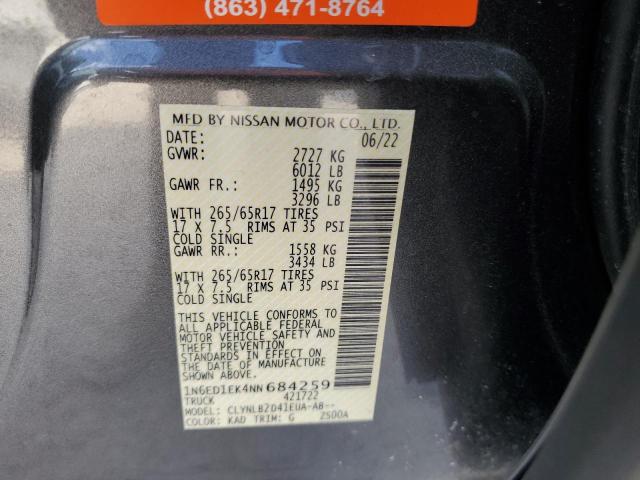 (863) 471-8764
MFD BY NISSAN MOTOR CO., LTD.
DATE: 06/22
GVWR: 2727 KG
6012 LB
GAWR FR.: 1495 KG
3296 LB
WITH 265/65R17 TIRES
17 X 7.5 RIMS AT 35 PSI
COLD SINGLE
GAWR RR.: 1558 KG
3434 LB
WITH 265/65R17 TIRES
17 X 7.5 RIMS AT 35 PSI
COLD SINGLE
THIS VEHICLE CONFORMS TO
ALL APPLICABLE FEDERAL
MOTOR VEHICLE SAFETY AND
THEFT PREVENTION
STANDARDS IN EFFECT ON
THE DATE OF MANUFACTURE
SHOWN ABOVE.
1N6ED1EK4NN684259
TRUCK 421722
MODEL: CLYNLB2D41EUA-AB--
COLOR: KAD TRIM: G ZS00A